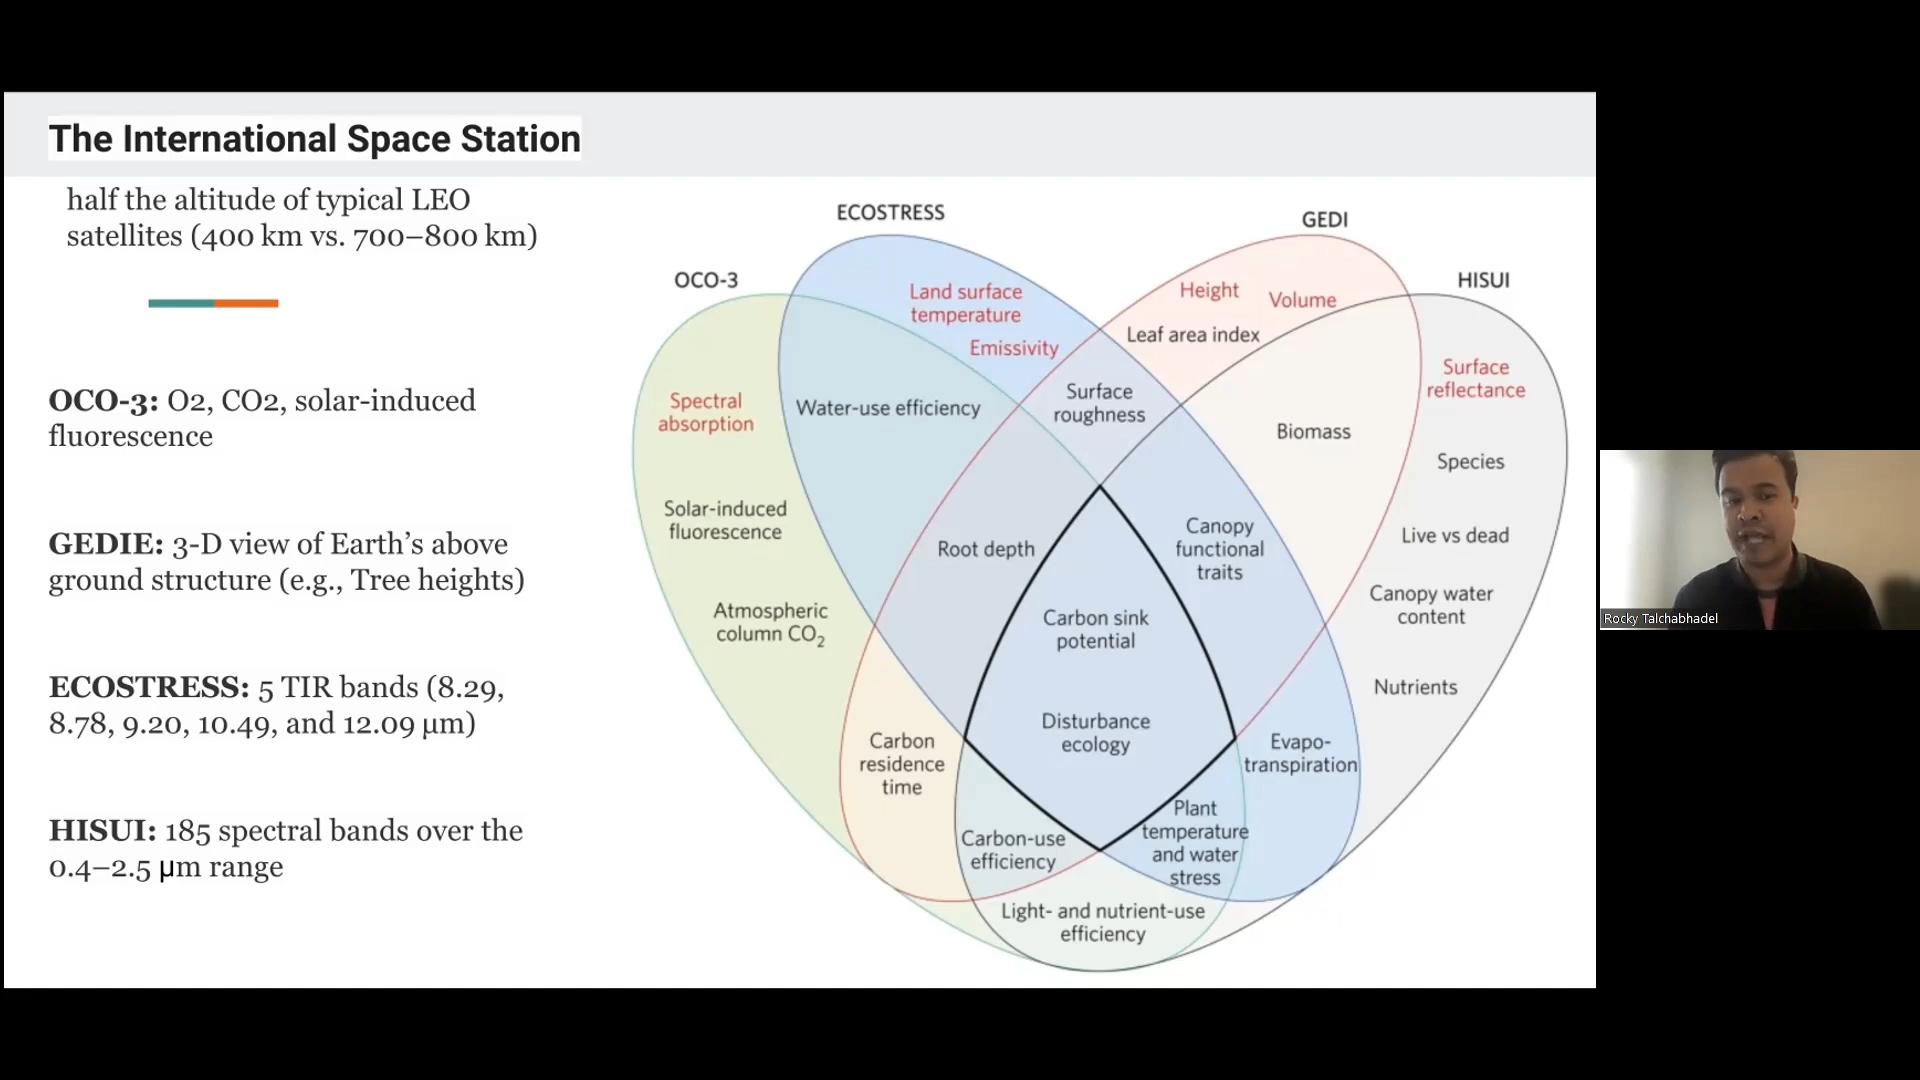 The International Space Station
half the altitude of typical LEO
satellites (400 km vs. 700–800 km)
OCO-3: O2, CO2, solar-induced
fluorescence
GEDIE: 3-D view of Earth’s above
ground structure (e.g., Tree heights)
ECOSTRESS: 5 TIR bands (8.29,
8.78, 9.20, 10.49, and 12.09 µm)
HISUI: 185 spectral bands over the
0.4–2.5 µm range
ECOSTRESS
GEDI
OCO-3
HISUI
Land surface
temperature
Emissivity
Height
Volume
Leaf area index
Surface
reflectance
Spectral
absorption
Water-use efficiency
Surface
roughness
Biomass
Species
Solar-induced
fluorescence
Root depth
Canopy
functional
traits
Live vs dead
Atmospheric
column CO2
Carbon sink
potential
Canopy water
content
Nutrients
Disturbance
ecology
Carbon
residence
time
Evapo-
transpiration
Carbon-use
efficiency
Plant
temperature
and water
stress
Light- and nutrient-use
efficiency
Rocky Talchabhadel